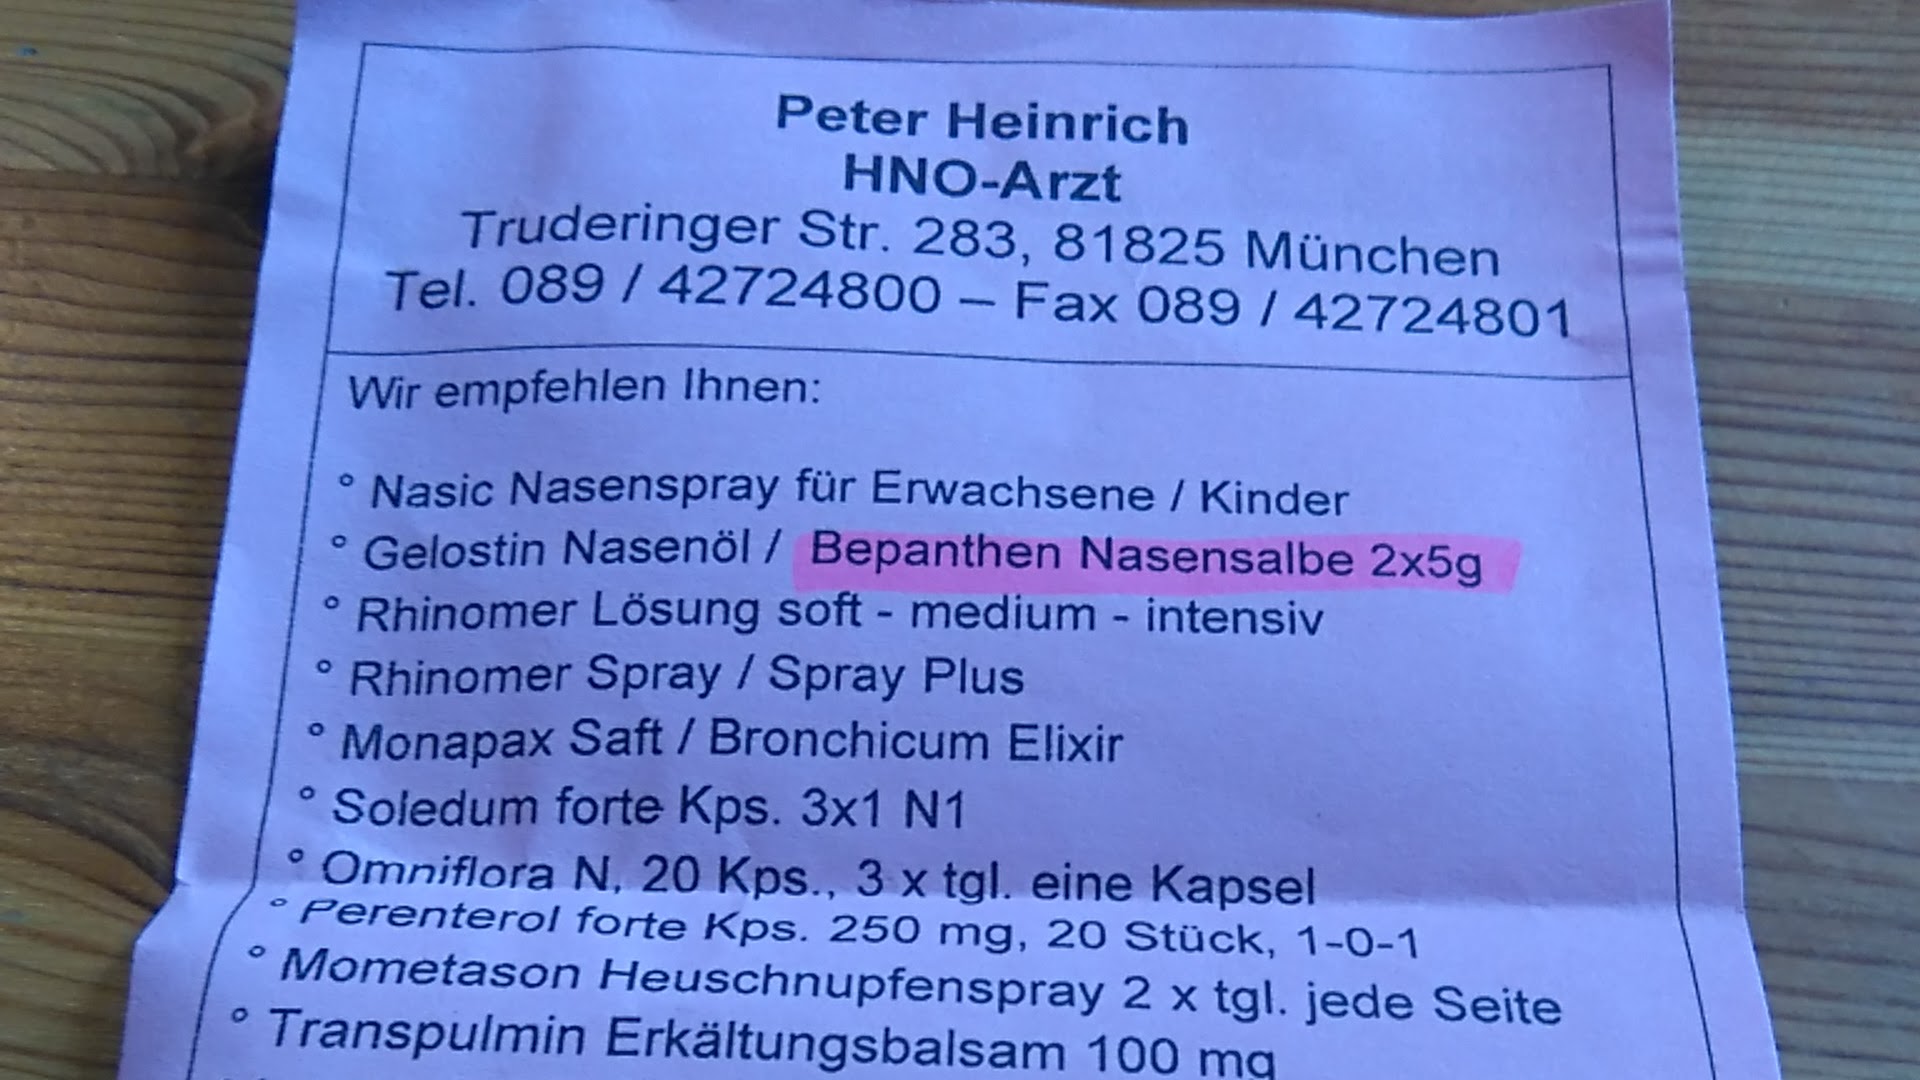 Peter Heinrich
HNO-Arzt
Truderinger Str. 283, 81825 München
Tel. 089 / 42724800 – Fax 089 / 42724801
Wir empfehlen Ihnen:
° Nasic Nasenspray für Erwachsene / Kinder
° Gelostin Nasenöl / Bepanthen Nasensalbe 2x5g
° Rhinomer Lösung soft - medium - intensiv
° Rhinomer Spray / Spray Plus
° Monapax Saft / Bronchicum Elixir
° Soledum forte Kps. 3x1 N1
° Omniflora N, 20 Kps., 3 x tgl. eine Kapsel
° Perenterol forte Kps. 250 mg, 20 Stück, 1-0-1
° Mometason Heuschnupfenspray 2 x tgl. jede Seite
° Transpulmin Erkältungsbalsam 100 mg